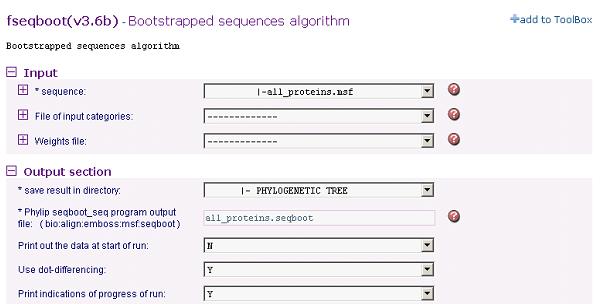 fseqboot(v3.6b) - Bootstrapped sequences algorithm
add to ToolBox
Bootstrapped sequences algorithm
Input
* sequence: |-all_proteins.msf
File of input categories: -------------
Weights file: -------------
Output section
* save result in directory: |- PHYLOGENETIC TREE
* Phylip seqboot_seq program output
file: ( bio:align:emboss:msf:seqboot ) all_proteins.seqboot
Print out the data at start of run: N
Use dot-differencing: Y
Print indications of progress of run: Y